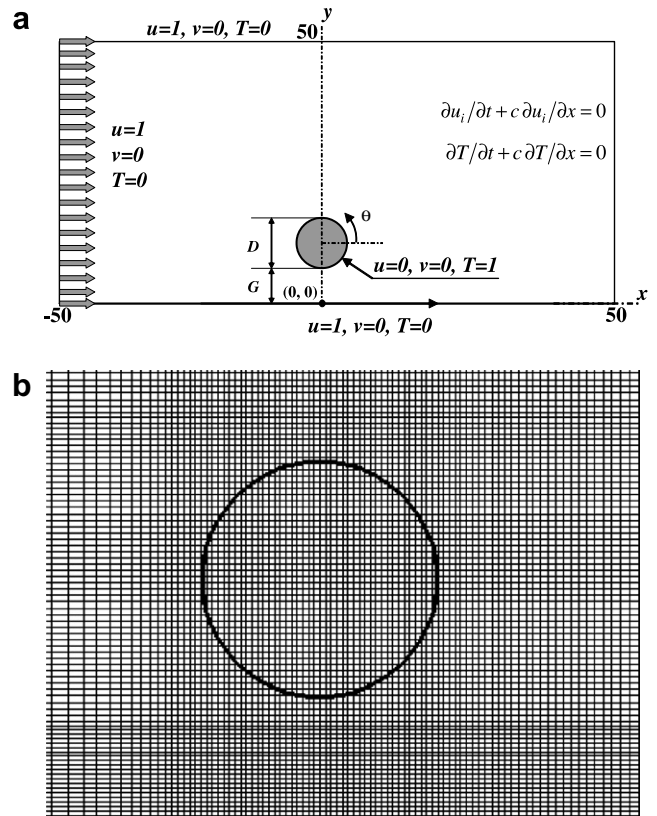 a
y
u=1, v=0, T=0
50
∂u_i/∂t + c ∂u_i/∂x = 0
u=1
v=0
T=0
∂T/∂t + c ∂T/∂x = 0
θ
D
u=0, v=0, T=1
G
(0, 0)
x
-50
50
u=1, v=0, T=0
b